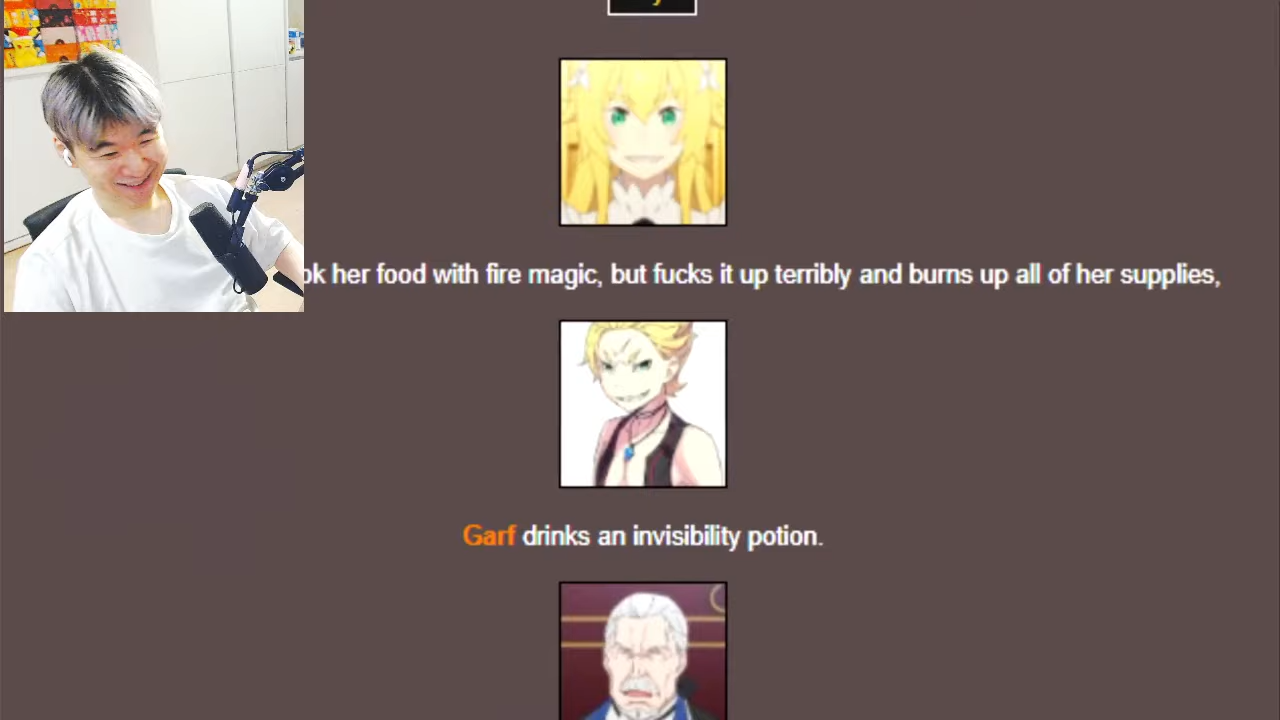 ok her food with fire magic, but fucks it up terribly and burns up all of her supplies,
Garf drinks an invisibility potion.